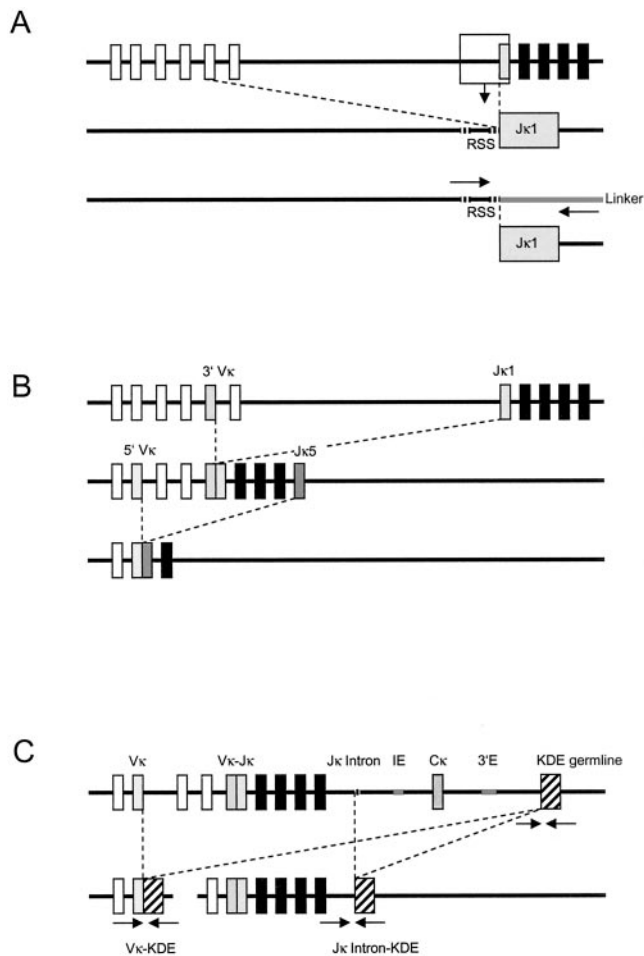 A
RSS
Jκ1
RSS
Linker
Jκ1
B
3' Vκ
Jκ1
5' Vκ
Jκ5
C
Vκ
Vκ-Jκ
Jκ Intron
IE
Cκ
3'E
KDE germline
Vκ-KDE
Jκ Intron-KDE